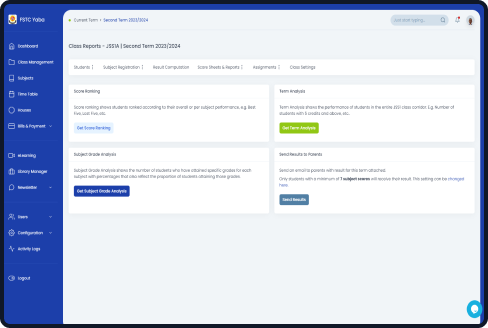 FSTC Yaba
Current Term • Second Term 2023/2024
Start typing...
Dashboard
Class Management
Subjects
Time Table
Houses
Bills & Payment
eLearning
Library Manager
Newsletter
Users
Configuration
Activity Logs
Logout
Class Reports - JSS1A | Second Term 2023/2024
Students
Subject Registration
Result Computation
Score Sheets & Reports
Assignments
Class Settings
Score Ranking
Score ranking shows students ranked according to their overall or per subject performance, e.g. Best
five, Last five, etc.
Get Score Ranking
Term Analysis
Term Analysis shows the performance of students in the entire JSS1 class contest. E.g. Number of
students with 5 credits and above, etc.
Get Term Analysis
Subject Grade Analysis
Subject Grade Analysis shows the number of students who have obtained specific grades for each
subject with percentages that also reflect the proportion of students obtaining those grades
Get Subject Grade Analysis
Send Results to Parents
Send an email to parents with result for this term attached.
Only students with a minimum of 1 subject scores will receive their result. This setting can be changed
here.
Send Results